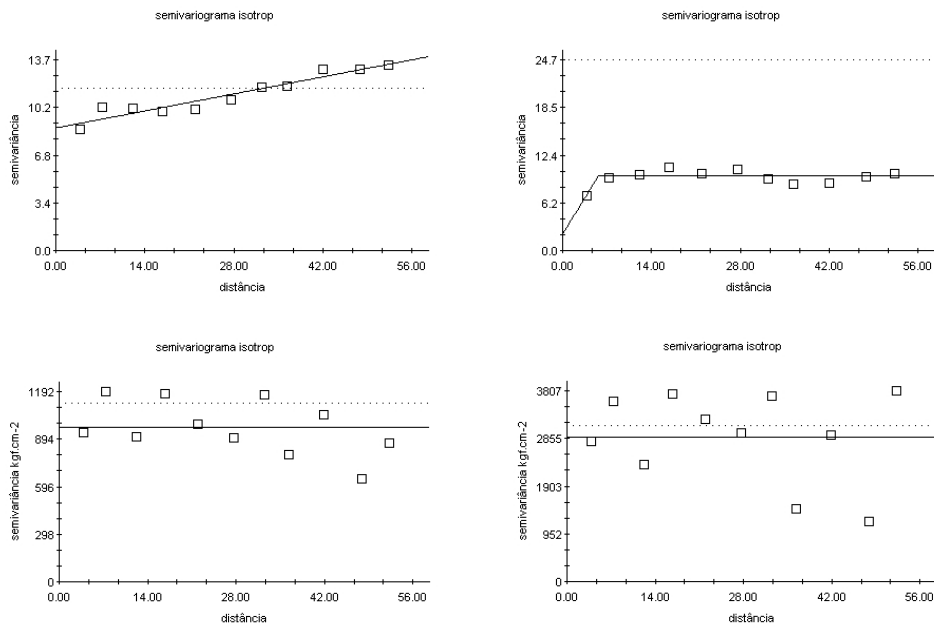 semivariograma isotrop
semivariância
13.7
10.2
6.8
3.4
0.0
0.00 14.00 28.00 42.00 56.00
distância
semivariograma isotrop
semivariância
24.7
18.5
12.4
6.2
0.0
0.00 14.00 28.00 42.00 56.00
distância
semivariograma isotrop
semivariância kgf.cm-2
1192
894
596
298
0
0.00 14.00 28.00 42.00 56.00
distância
semivariograma isotrop
semivariância kgf.cm-2
3807
2855
1903
952
0
0.00 14.00 28.00 42.00 56.00
distância